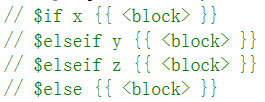 // $if x {{ <block> }}
// $elseif y {{ <block> }}
// $elseif z {{ <block> }}
// $else {{ <block> }}